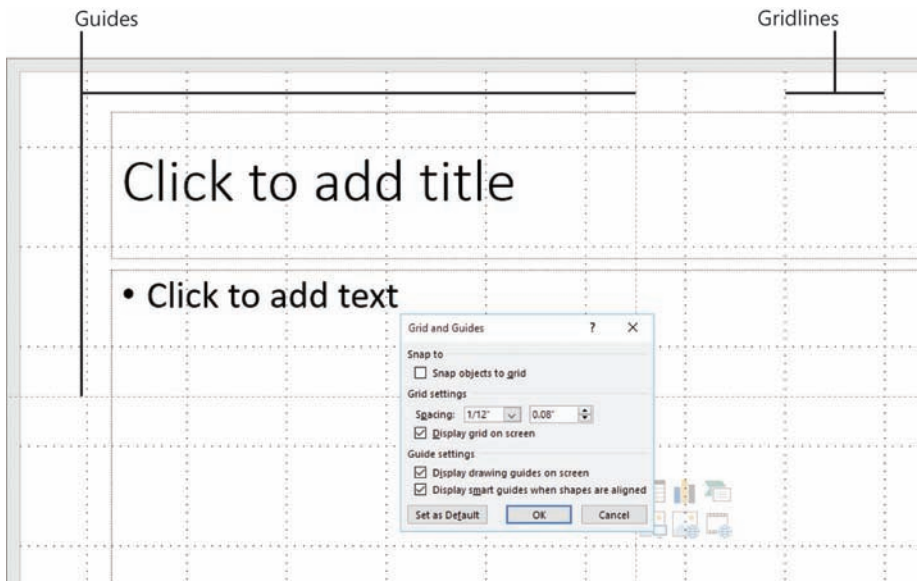 Guides Gridlines
Click to add title
• Click to add text
Grid and Guides ? ×
Snap to
Snap objects to grid
Grid settings
Spacing: 1/12" 0.08"
Display grid on screen
Guide settings
Display drawing guides on screen
Display smart guides when shapes are aligned
Set as Default OK Cancel